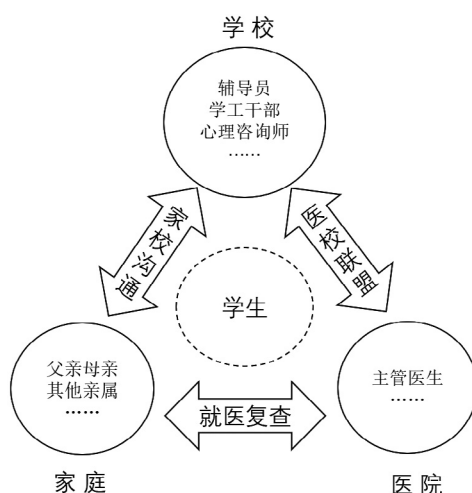 学校
辅导员
学工干部
心理咨询师
……
家校沟通
医校联盟
学生
父亲母亲
其他亲属
……
主管医生
……
就医复查
家庭
医院